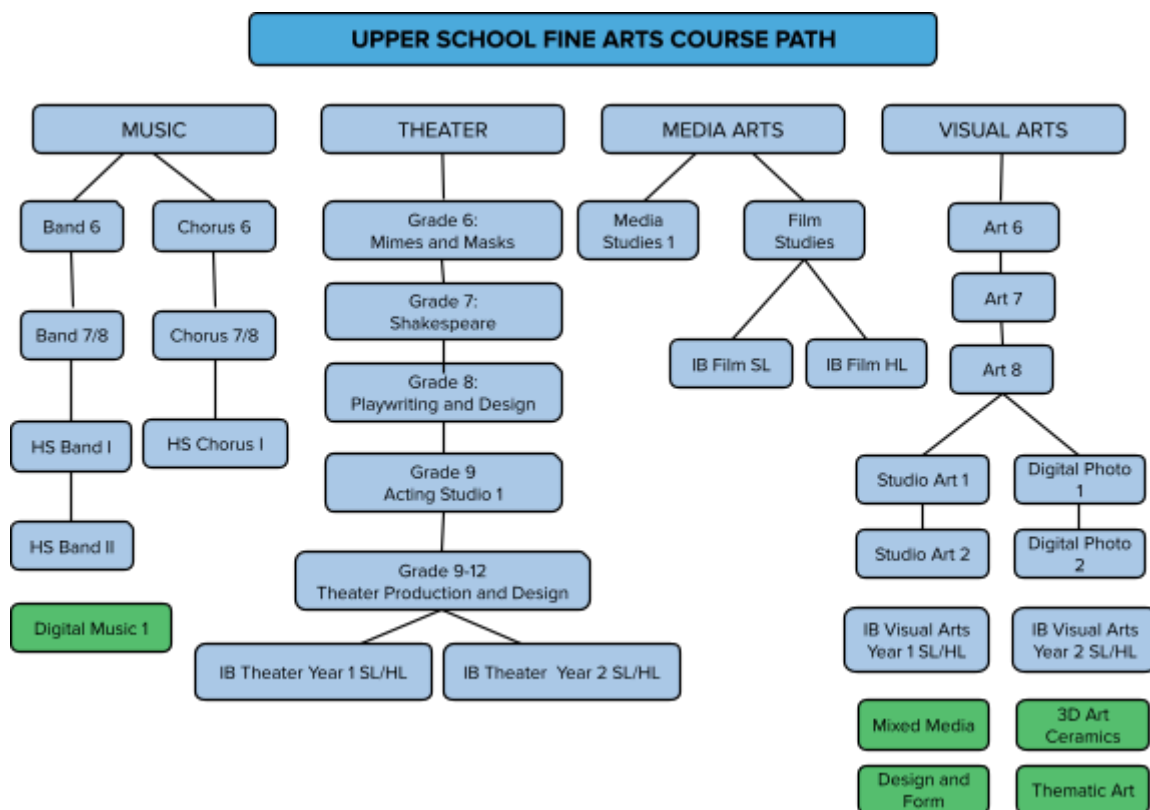 UPPER SCHOOL FINE ARTS COURSE PATH
MUSIC
Band 6
Chorus 6
Band 7/8
Chorus 7/8
HS Band I
HS Chorus I
HS Band II
Digital Music 1
THEATER
Grade 6:
Mimes and Masks
Grade 7:
Shakespeare
Grade 8:
Playwriting and Design
Grade 9
Acting Studio 1
Grade 9-12
Theater Production and Design
IB Theater Year 1 SL/HL
IB Theater Year 2 SL/HL
MEDIA ARTS
Media
Studies 1
Film
Studies
IB Film SL
IB Film HL
VISUAL ARTS
Art 6
Art 7
Art 8
Studio Art 1
Digital Photo
1
Studio Art 2
Digital Photo
2
IB Visual Arts
Year 1 SL/HL
IB Visual Arts
Year 2 SL/HL
Mixed Media
3D Art
Ceramics
Design and
Form
Thematic Art